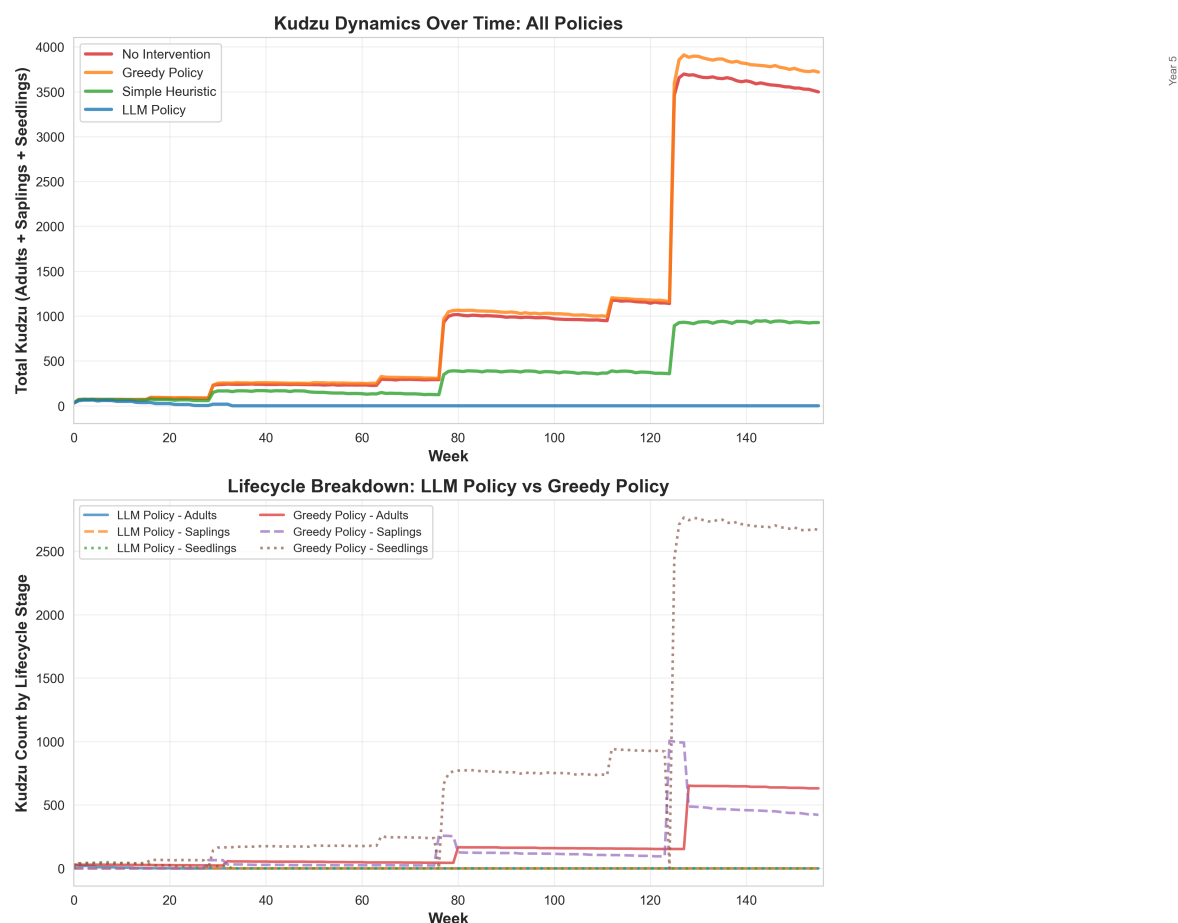 Kudzu Dynamics Over Time: All Policies
Total Kudzu (Adults + Saplings + Seedlings)
4000
3500
3000
2500
2000
1500
1000
500
0
No Intervention
Greedy Policy
Simple Heuristic
LLM Policy
0 20 40 60 80 100 120 140
Week
Year 5
Lifecycle Breakdown: LLM Policy vs Greedy Policy
Kudzu Count by Lifecycle Stage
2500
2000
1500
1000
500
0
LLM Policy - Adults
LLM Policy - Saplings
LLM Policy - Seedlings
Greedy Policy - Adults
Greedy Policy - Saplings
Greedy Policy - Seedlings
0 20 40 60 80 100 120 140
Week